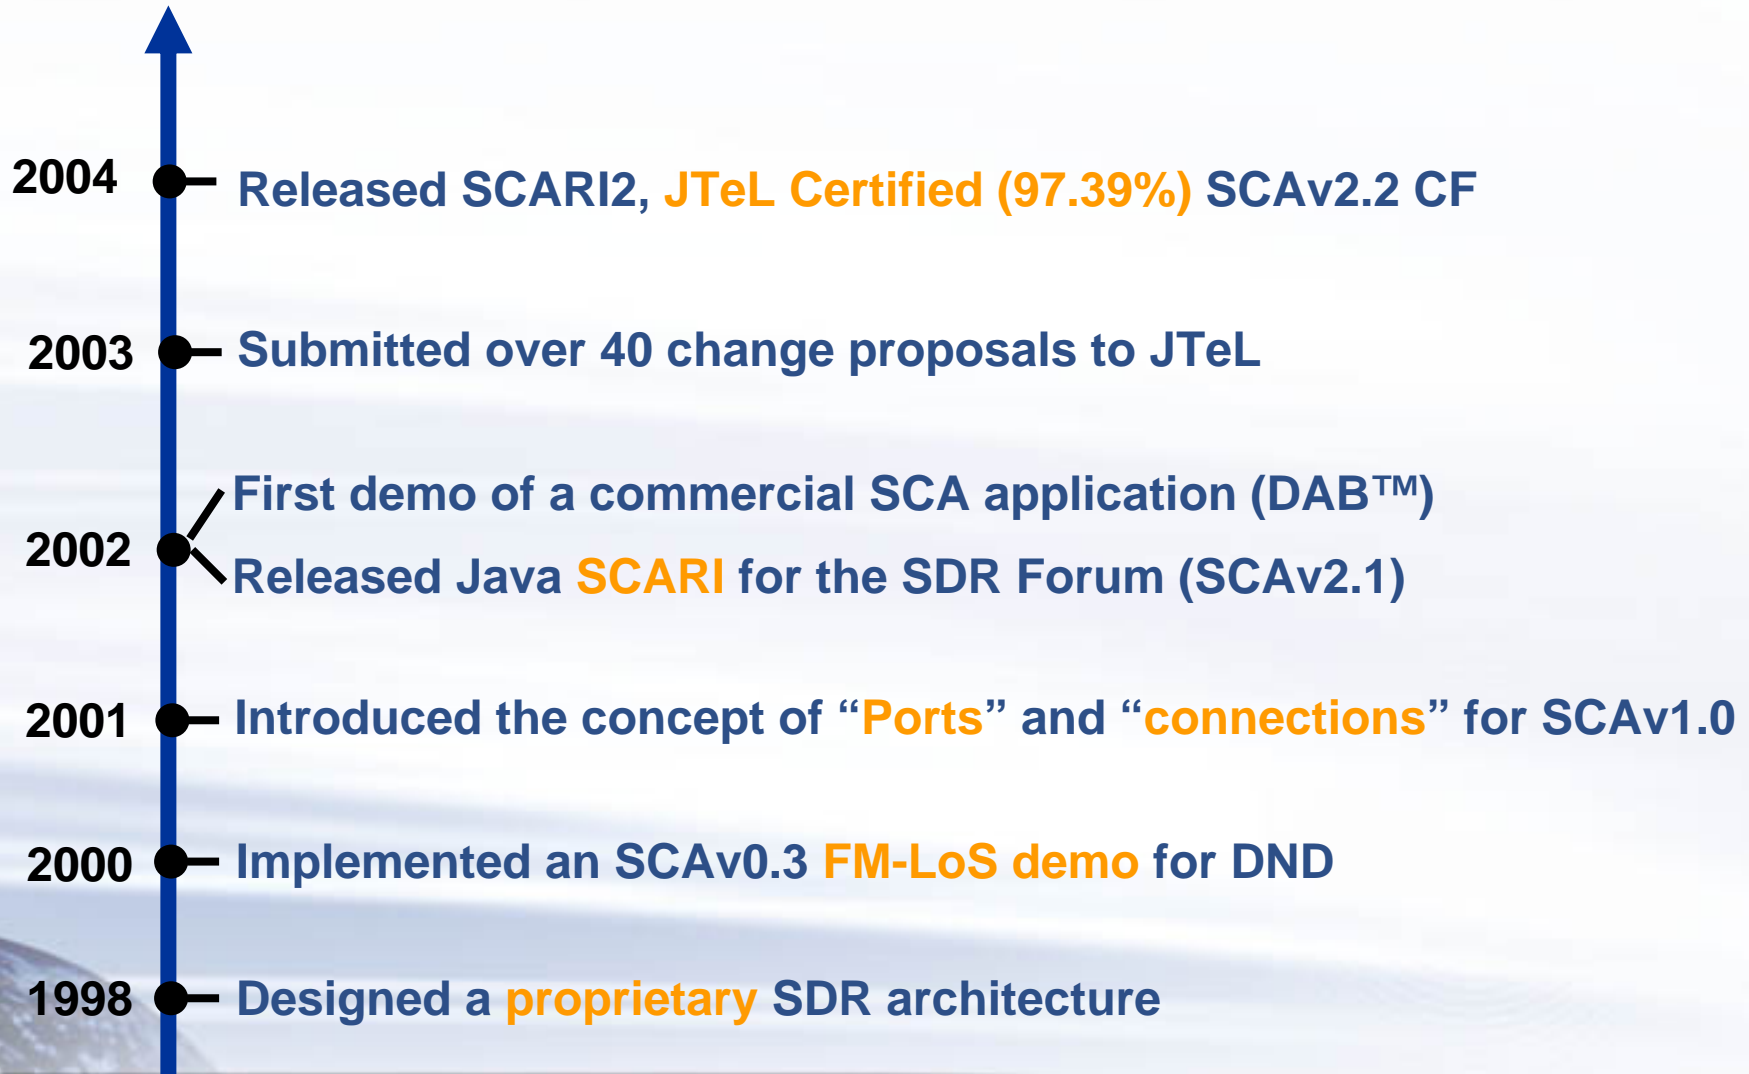 2004 Released SCARI2, JTeL Certified (97.39%) SCAv2.2 CF
2003 Submitted over 40 change proposals to JTeL
First demo of a commercial SCA application (DAB™)
2002
Released Java SCARI for the SDR Forum (SCAv2.1)
2001 Introduced the concept of “Ports” and “connections” for SCAv1.0
2000 Implemented an SCAv0.3 FM-LoS demo for DND
1998 Designed a proprietary SDR architecture